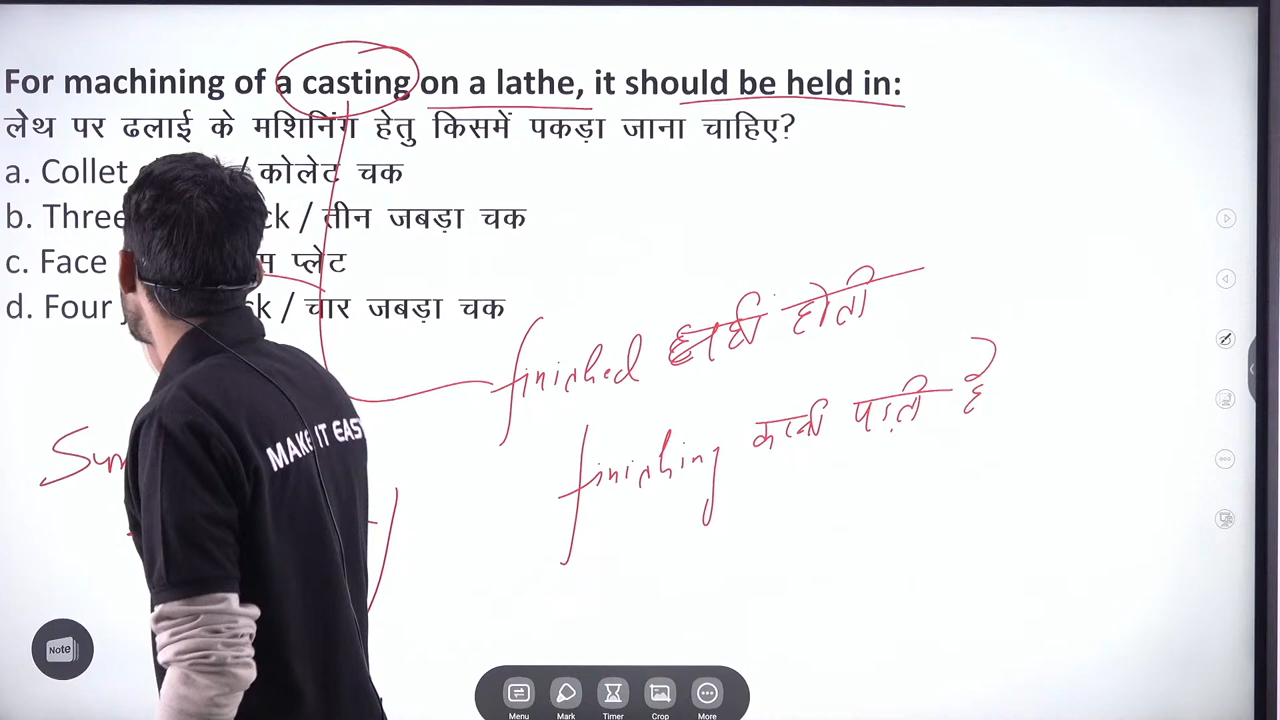 For machining of a casting on a lathe, it should be held in:
लेथ पर ढलाई के मशिनिंग हेतु किसमें पकड़ा जाना चाहिए?
a. Collet / कोलेट चक
b. Three ck / तीन जबड़ा चक
c. Face स प्लेट
d. Four ck / चार जबड़ा चक
finished नही होती
finishing करनी पड़ती है
MAKE IT EASY
Note
Menu Mark Timer Crop More